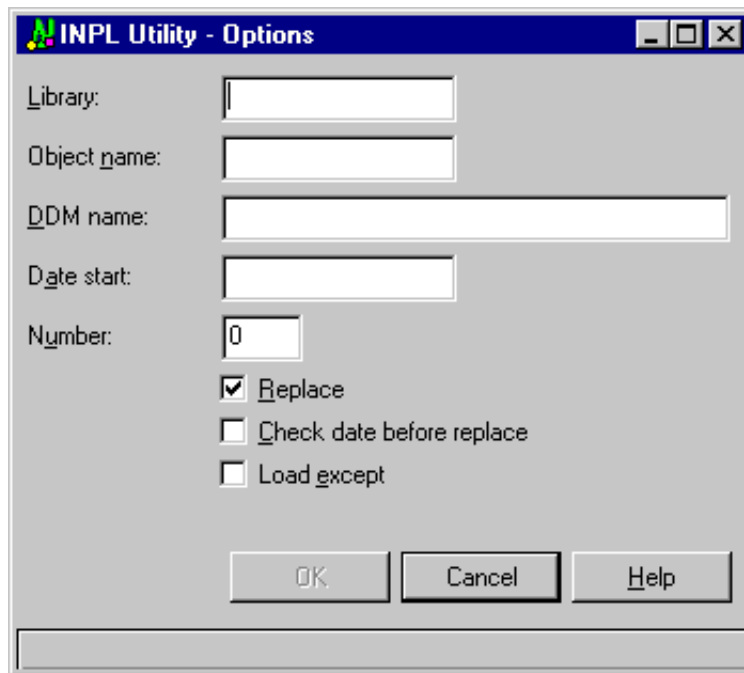 INPL Utility - Options
Library:
Object name:
DDM name:
Date start:
Number: 0
Replace
Check date before replace
Load except
OK Cancel Help